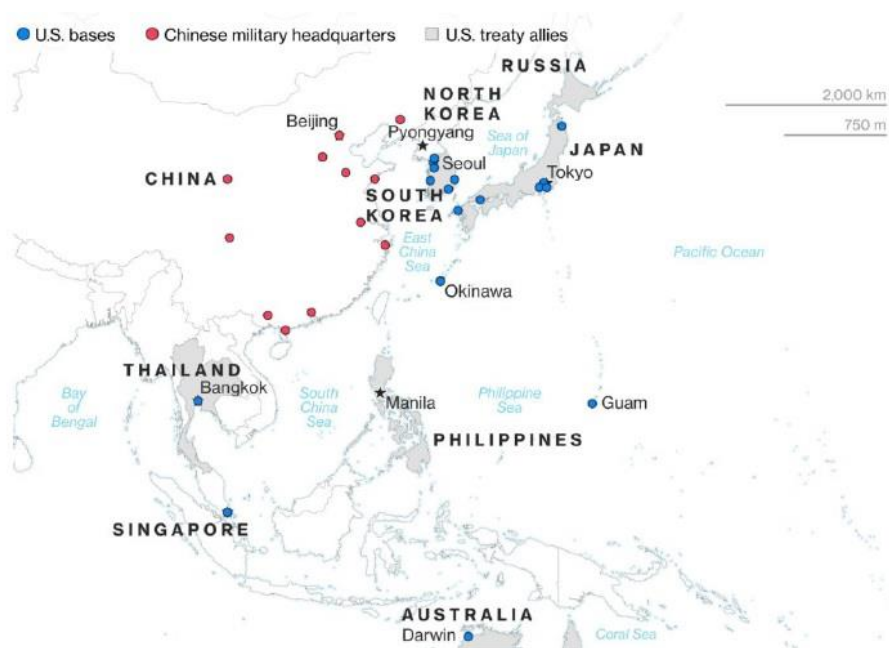 U.S. bases
Chinese military headquarters
U.S. treaty allies
RUSSIA
2,000 km
750 m
NORTH
KOREA
Pyongyang
Beijing
Sea of
Japan
JAPAN
Seoul
Tokyo
CHINA
SOUTH
KOREA
East
China
Sea
Pacific Ocean
Okinawa
THAILAND
Bangkok
Bay
of
Bengal
South
China
Sea
Manila
Philippine
Sea
Guam
PHILIPPINES
SINGAPORE
AUSTRALIA
Darwin
Coral Sea